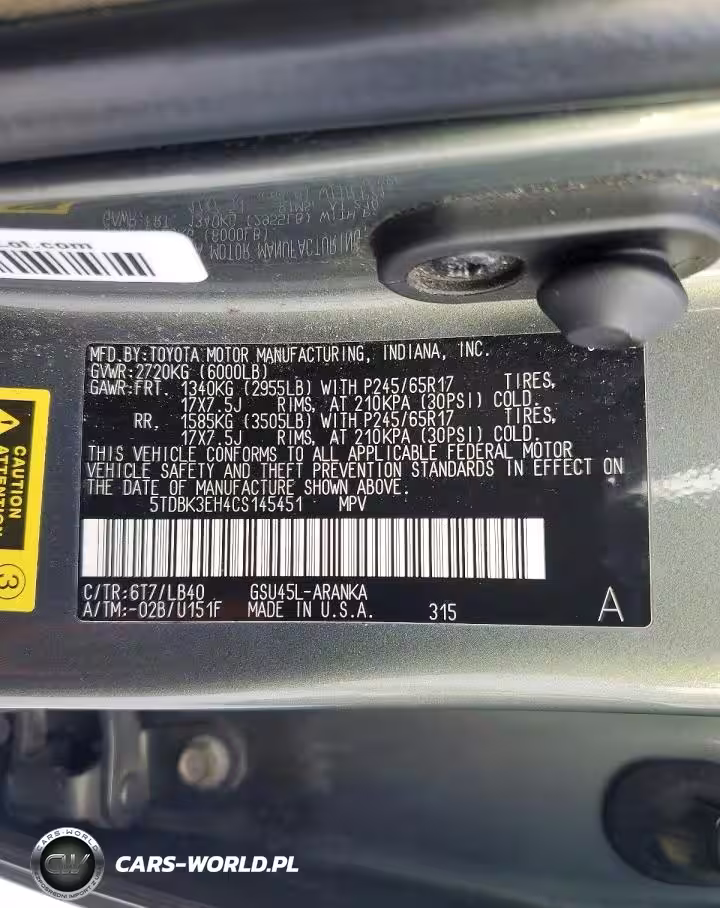 MFD.BY:TOYOTA MOTOR MANUFACTURING, INDIANA, INC.
GVWR:2720KG (6000LB)
GAWR:FRT. 1340KG (2955LB) WITH P245/65R17 TIRES,
17X7.5J RIMS, AT 210KPA (30PSI) COLD.
RR. 1585KG (3505LB) WITH P245/65R17 TIRES,
17X7.5J RIMS, AT 210KPA (30PSI) COLD.
THIS VEHICLE CONFORMS TO ALL APPLICABLE FEDERAL MOTOR
VEHICLE SAFETY AND THEFT PREVENTION STANDARDS IN EFFECT ON
THE DATE OF MANUFACTURE SHOWN ABOVE.
5TDBK3EH4CS145451 MPV
C/TR:6T7/LB40 GSU45L-ARANKA
A/TM:-02B/U151F MADE IN U.S.A. 315 A
CAUTION
ATTENTION
3
CARS-WORLD
CW
CARS-WORLD.PL